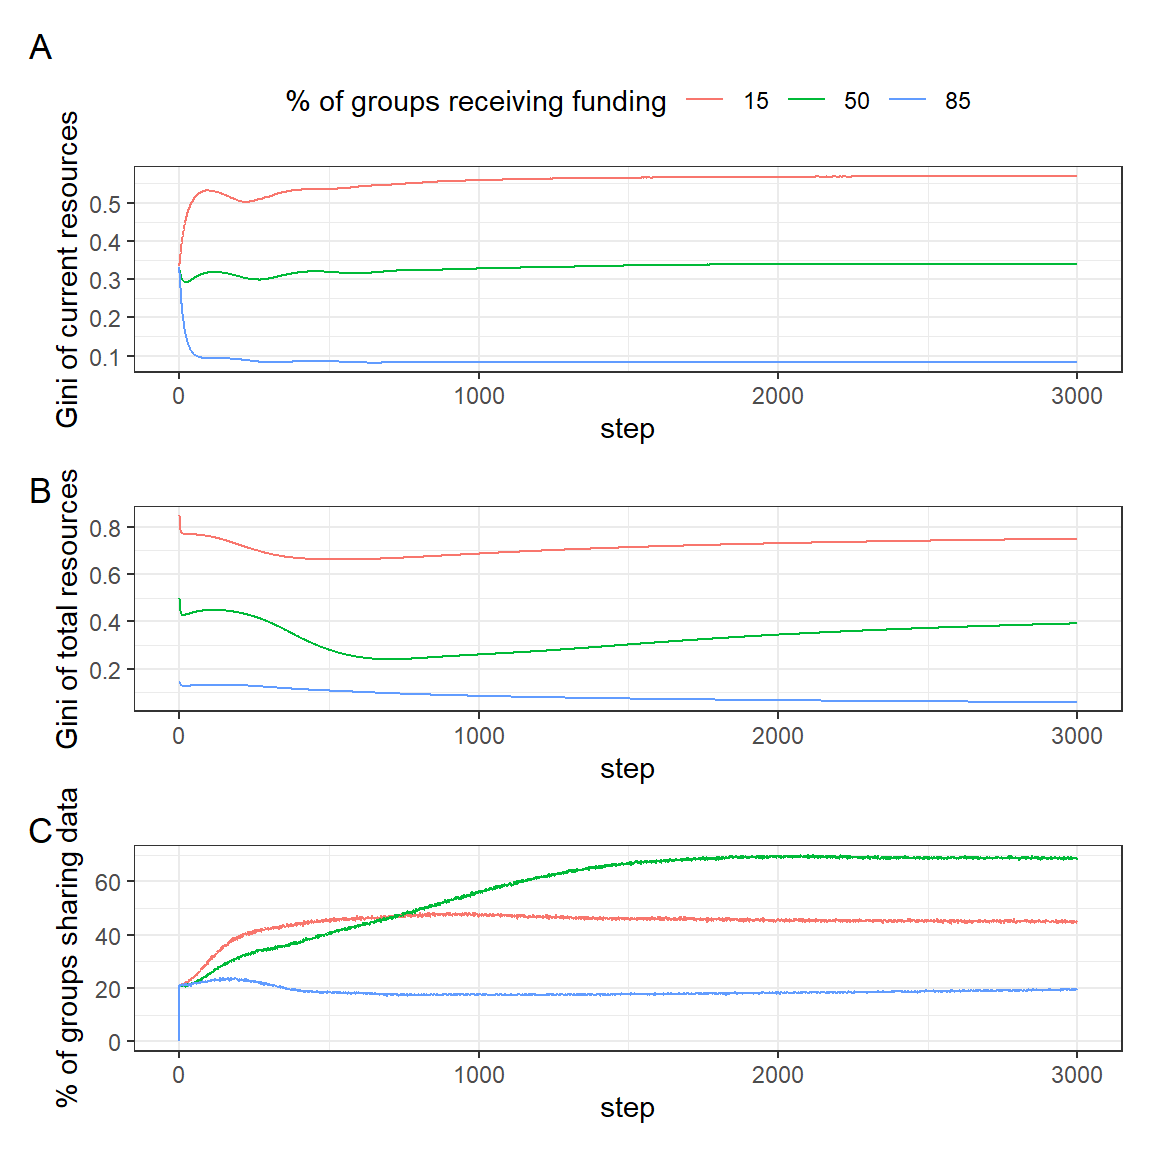 A
% of groups receiving funding 15 50 85
Gini of current resources
0.5
0.4
0.3
0.2
0.1
0 1000 2000 3000
step
B
Gini of total resources
0.8
0.6
0.4
0.2
0 1000 2000 3000
step
C
% of groups sharing data
60
40
20
0
0 1000 2000 3000
step